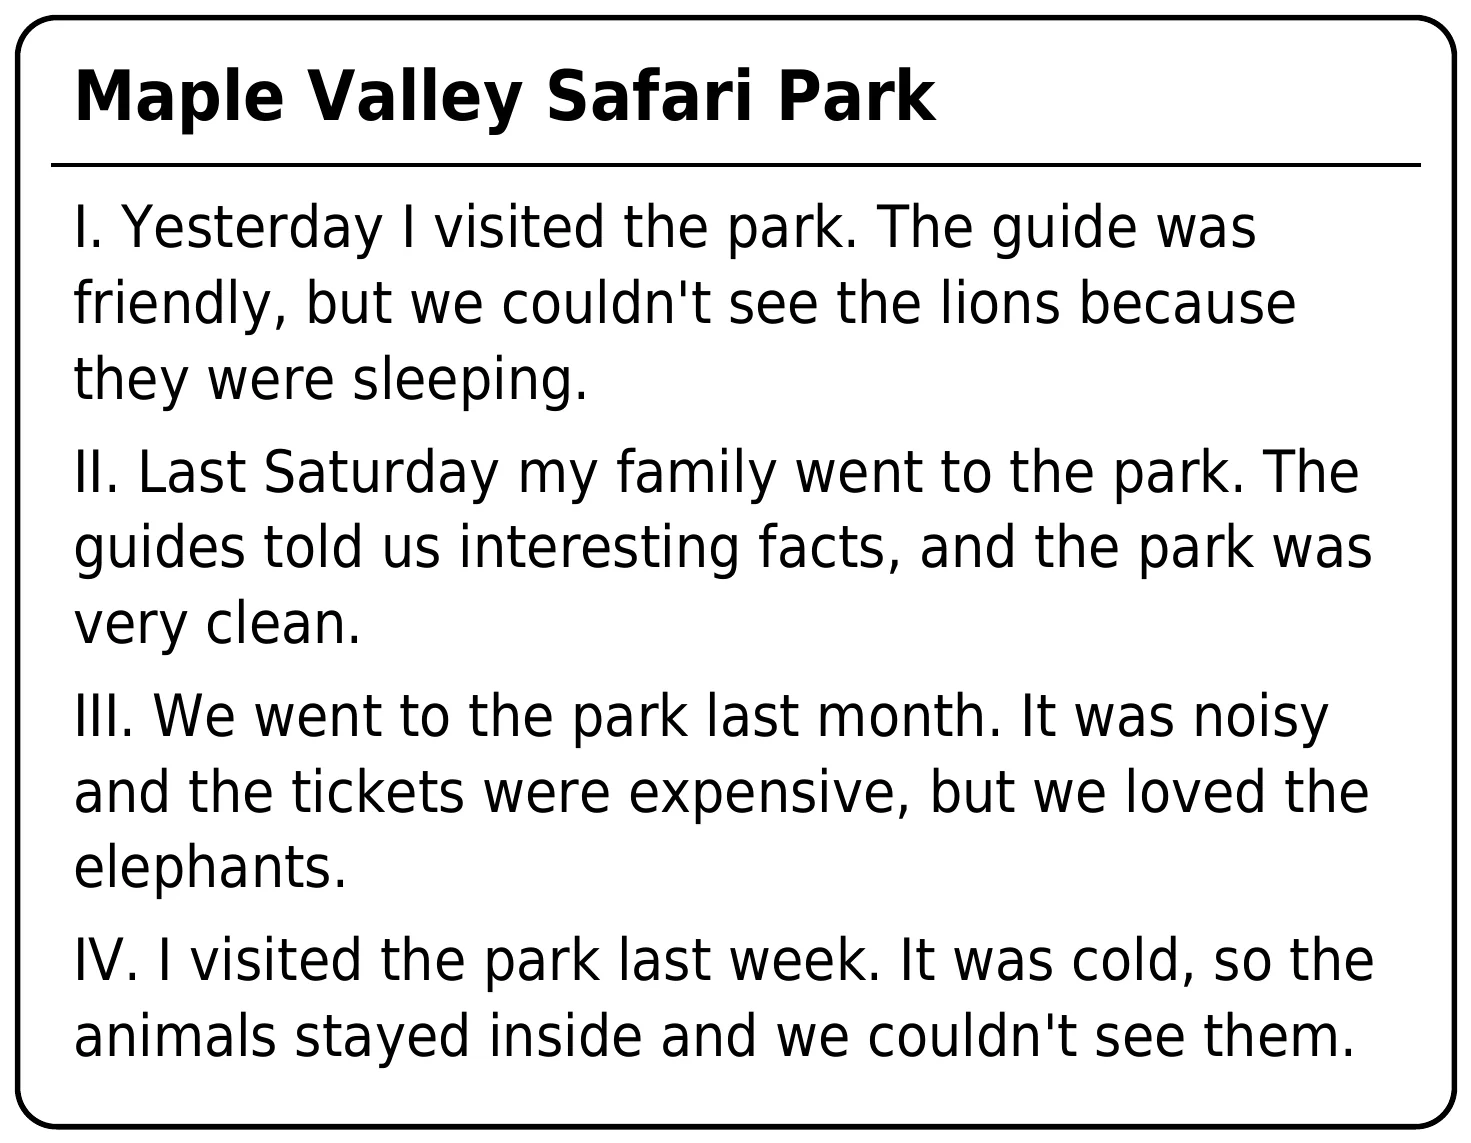 Maple Valley Safari Park
I. Yesterday I visited the park. The guide was
friendly, but we couldn't see the lions because
they were sleeping.
II. Last Saturday my family went to the park. The
guides told us interesting facts, and the park was
very clean.
III. We went to the park last month. It was noisy
and the tickets were expensive, but we loved the
elephants.
IV. I visited the park last week. It was cold, so the
animals stayed inside and we couldn't see them.